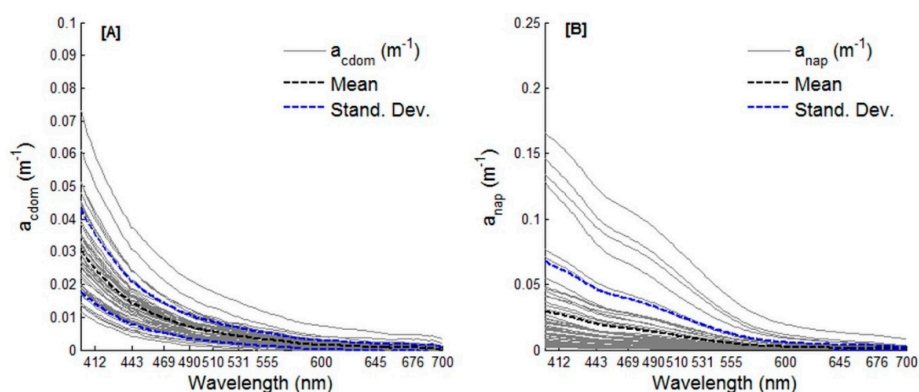 [A]
a_cdom (m⁻¹)
Mean
Stand. Dev.
0.1
0.09
0.08
0.07
0.06
0.05
0.04
0.03
0.02
0.01
0
a_cdom (m⁻¹)
412 443 469 490 510 531 555 600 645 676 700
Wavelength (nm)
[B]
a_nap (m⁻¹)
Mean
Stand. Dev.
0.25
0.2
0.15
0.1
0.05
0
a_nap (m⁻¹)
412 443 469 490 510 531 555 600 645 676 700
Wavelength (nm)